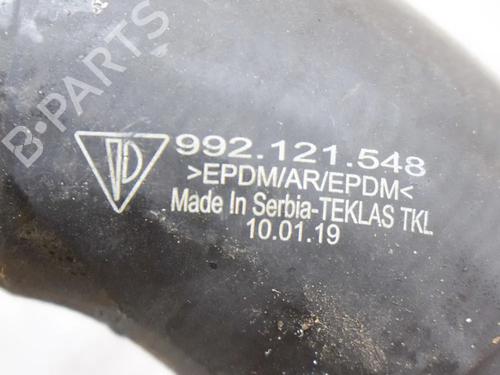 992.121.548
>EPDM/AR/EPDM<
Made In Serbia-TEKLAS TKL
10.01.19
B-PARTS